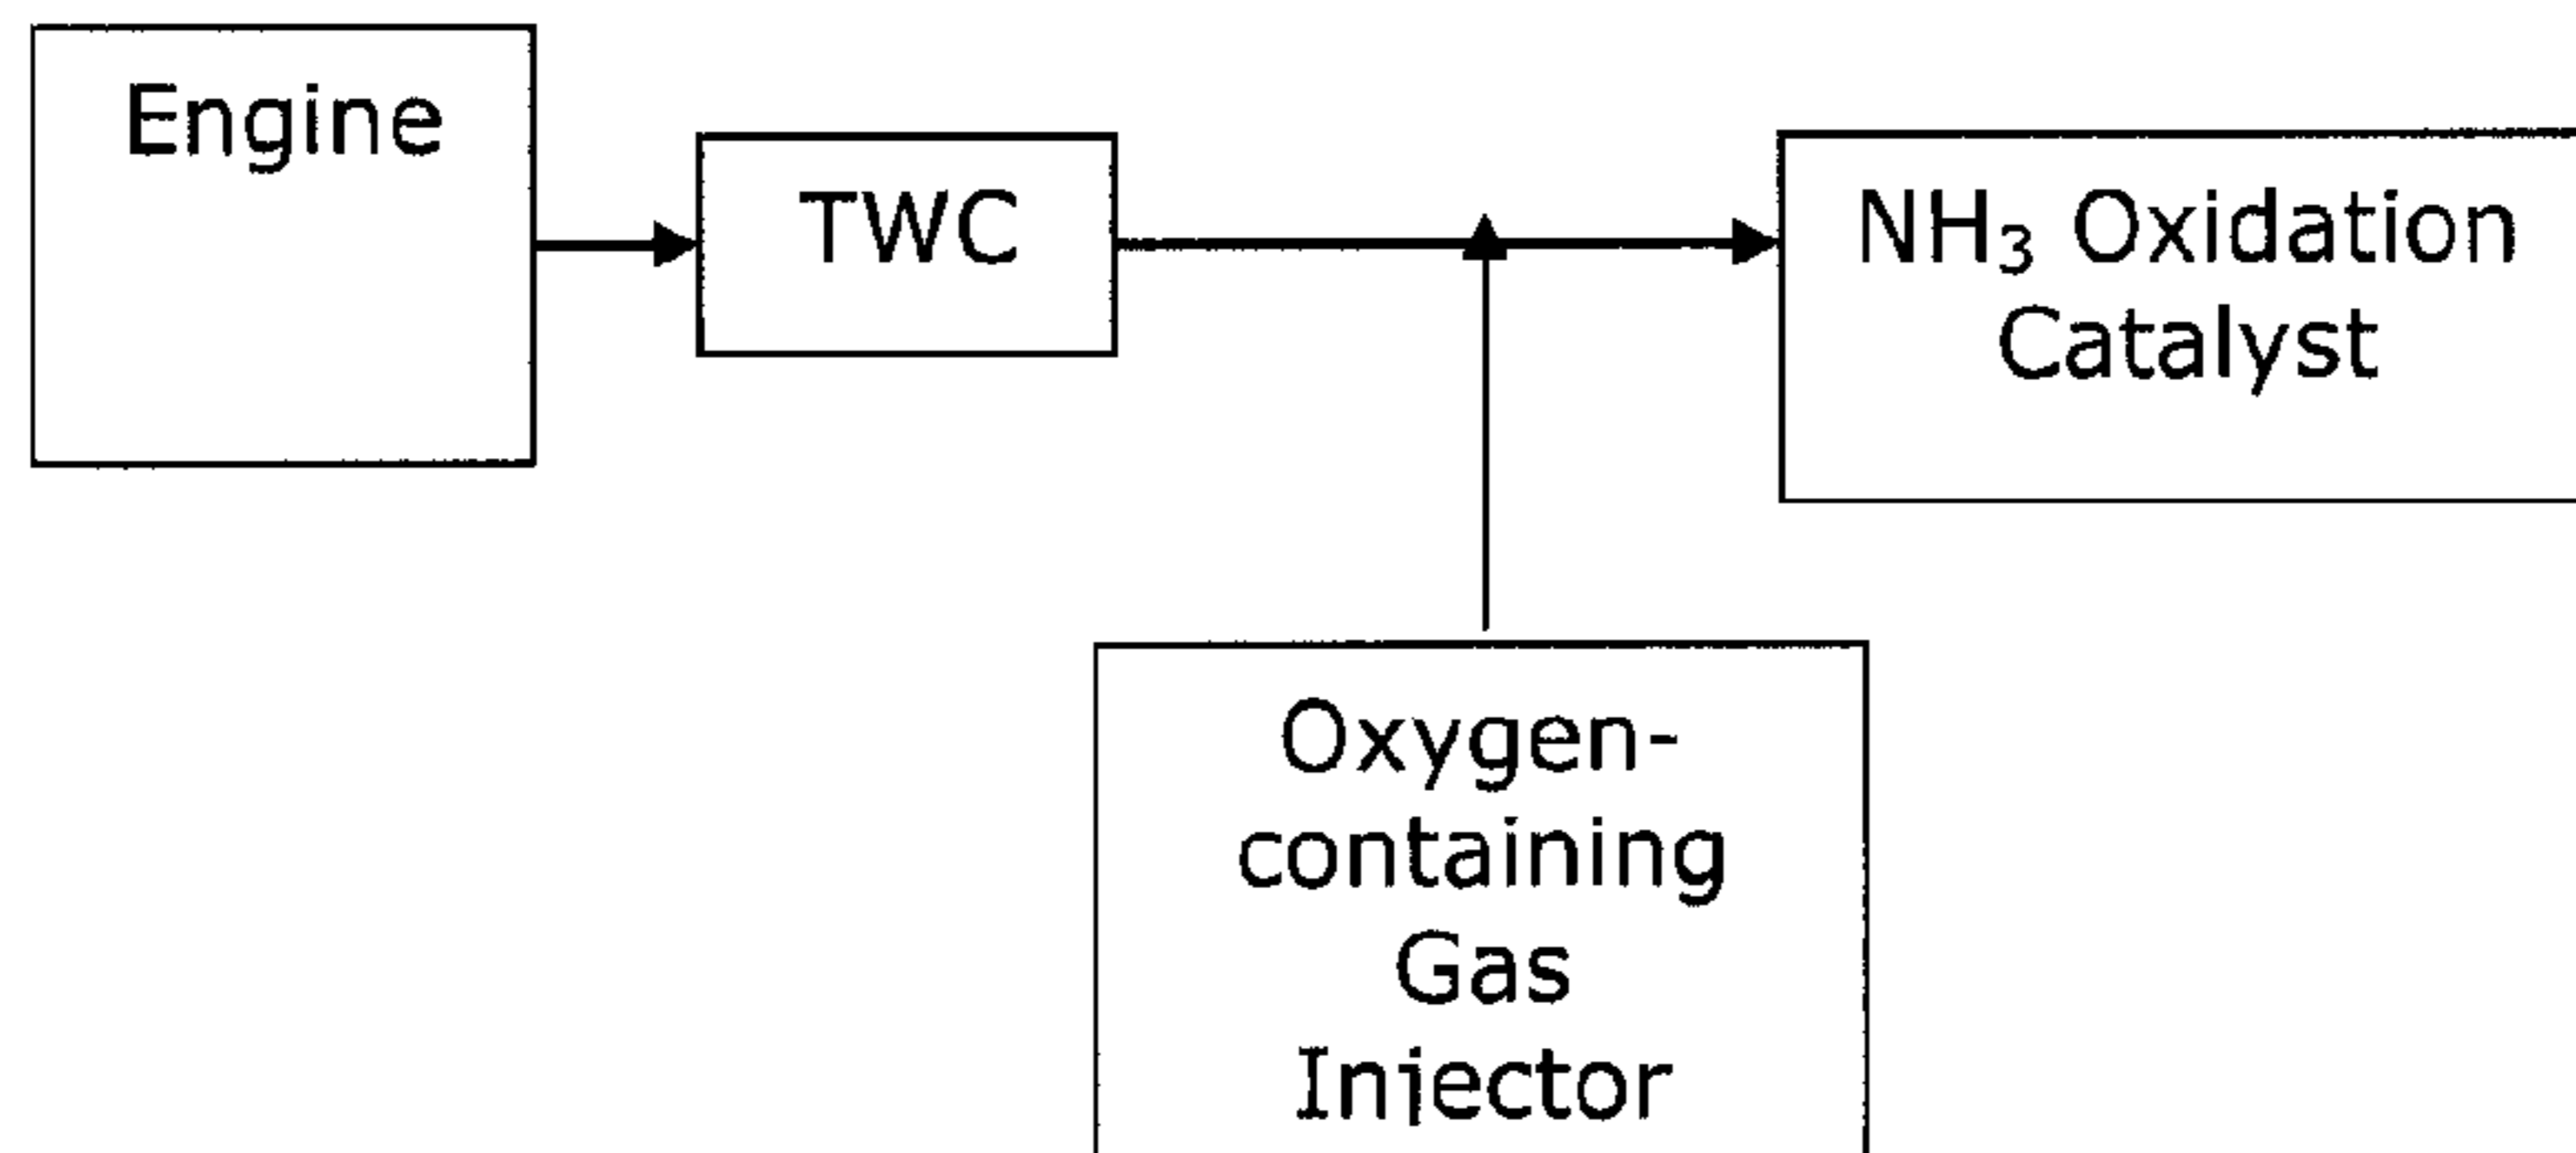 Engine
TWC
NH₃ Oxidation
Catalyst
Oxygen-
containing
Gas
Injector